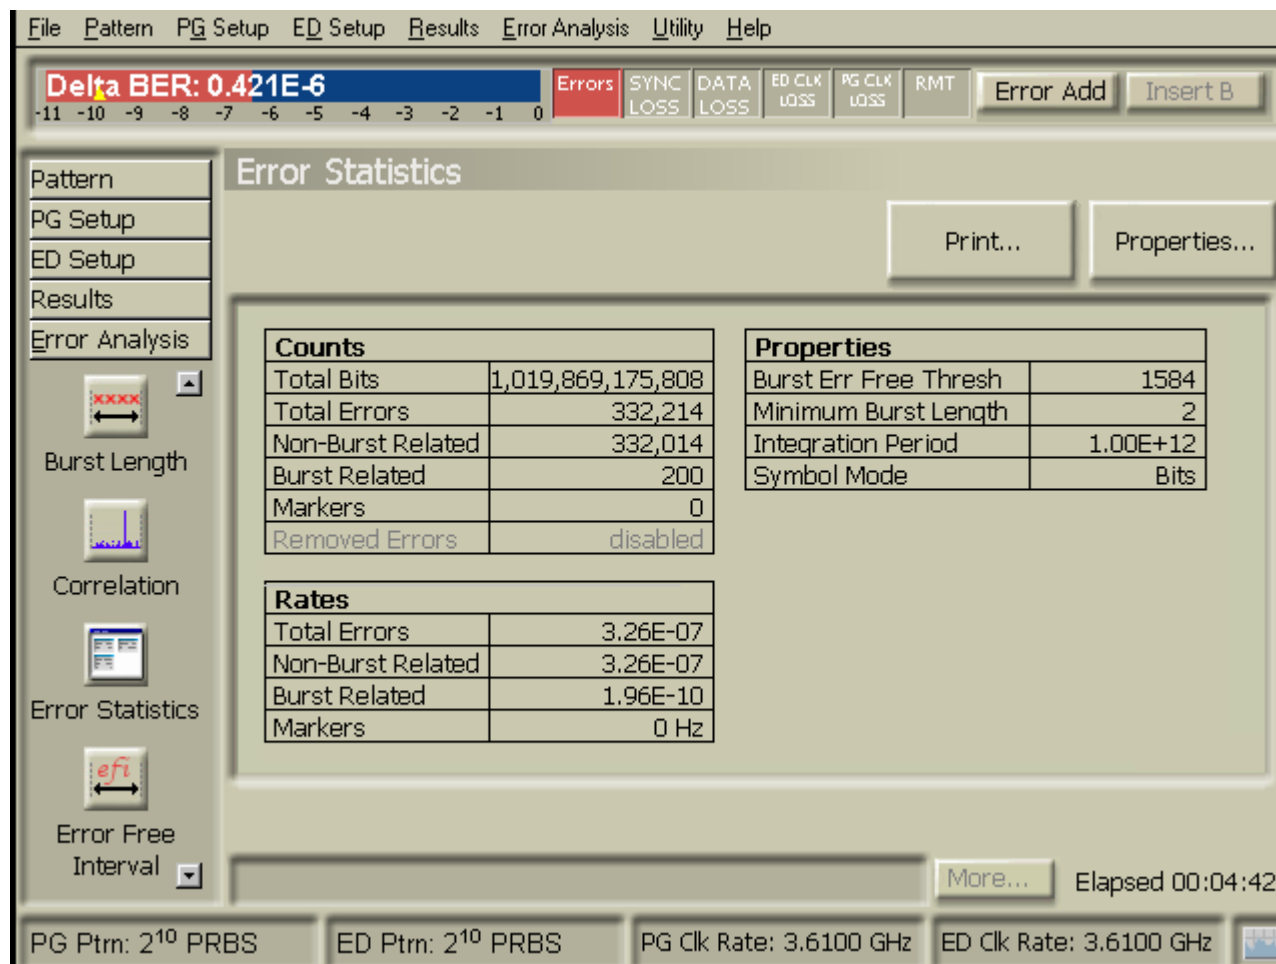 File Pattern PG Setup ED Setup Results Error Analysis Utility Help
Delta BER: 0.421E-6
-11 -10 -9 -8 -7 -6 -5 -4 -3 -2 -1 0
Errors
SYNC LOSS
DATA LOSS
ED CLK LOSS
PG CLK LOSS
RMT
Error Add
Insert B
Pattern
PG Setup
ED Setup
Results
Error Analysis
xxxx
Burst Length
Correlation
Error Statistics
efi
Error Free
Interval
Error Statistics
Print...
Properties...
Counts
Total Bits 1,019,869,175,808
Total Errors 332,214
Non-Burst Related 332,014
Burst Related 200
Markers 0
Removed Errors disabled
Properties
Burst Err Free Thresh 1584
Minimum Burst Length 2
Integration Period 1.00E+12
Symbol Mode Bits
Rates
Total Errors 3.26E-07
Non-Burst Related 3.26E-07
Burst Related 1.96E-10
Markers 0 Hz
More...
Elapsed 00:04:42
PG Ptrn: 2¹⁰ PRBS ED Ptrn: 2¹⁰ PRBS PG Clk Rate: 3.6100 GHz ED Clk Rate: 3.6100 GHz